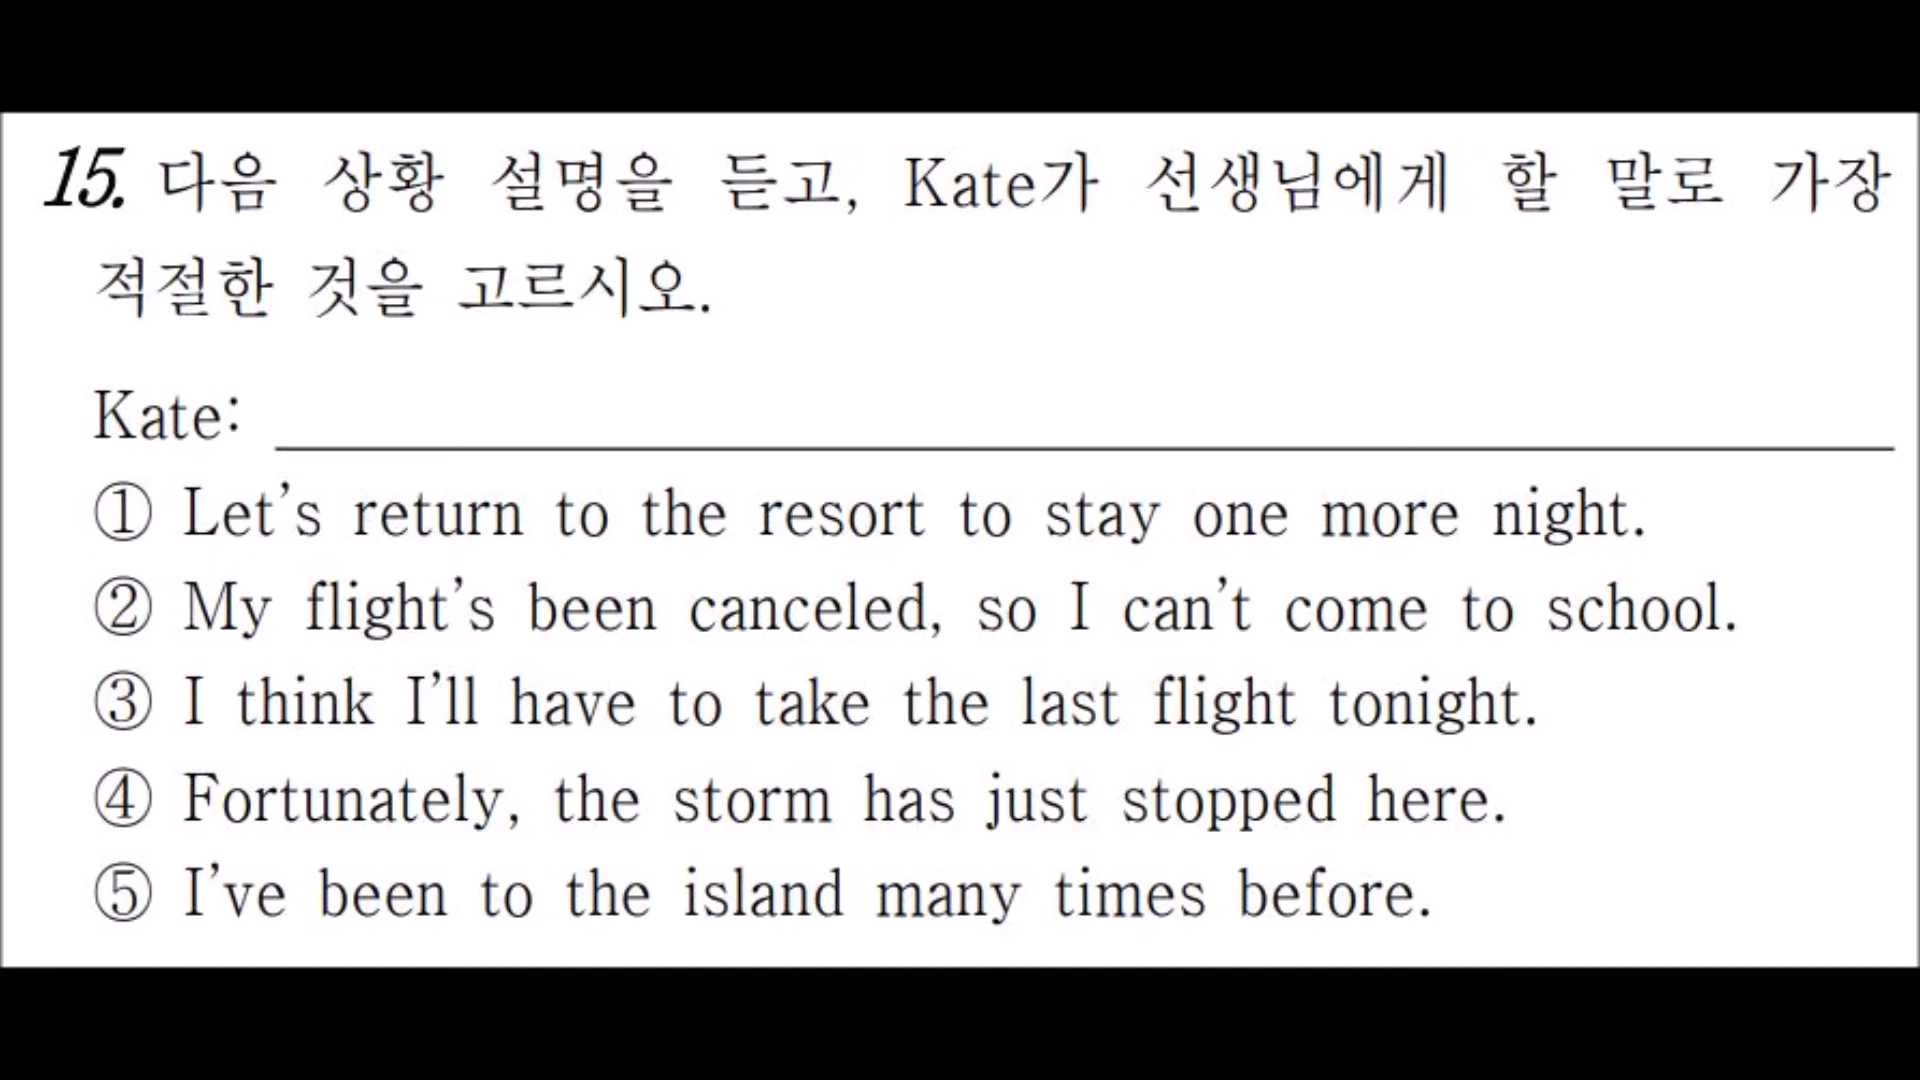 15. 다음 상황 설명을 듣고, Kate가 선생님에게 할 말로 가장
적절한 것을 고르시오.
Kate:
① Let's return to the resort to stay one more night.
② My flight's been canceled, so I can't come to school.
③ I think I'll have to take the last flight tonight.
④ Fortunately, the storm has just stopped here.
⑤ I've been to the island many times before.